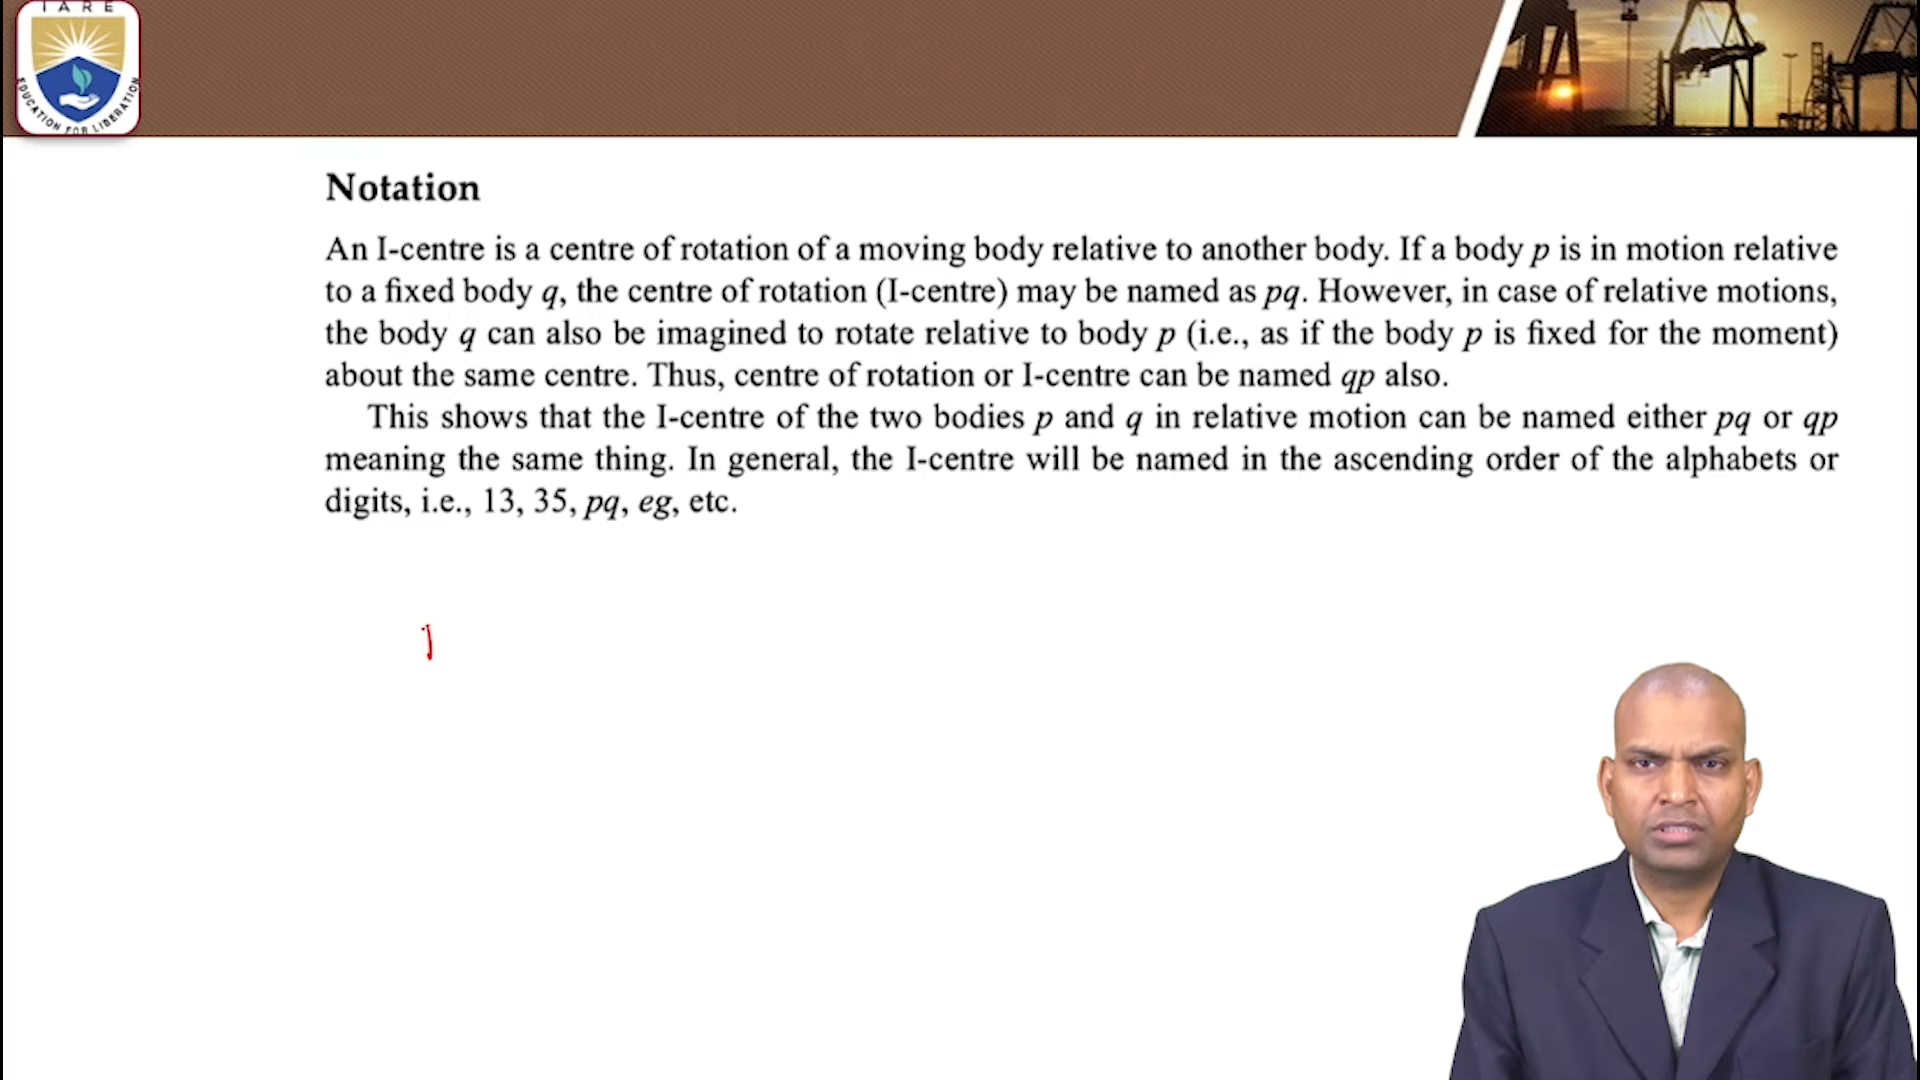 IARE
EDUCATION FOR LIBERATION
Notation
An I-centre is a centre of rotation of a moving body relative to another body. If a body p is in motion relative
to a fixed body q, the centre of rotation (I-centre) may be named as pq. However, in case of relative motions,
the body q can also be imagined to rotate relative to body p (i.e., as if the body p is fixed for the moment)
about the same centre. Thus, centre of rotation or I-centre can be named qp also.
This shows that the I-centre of the two bodies p and q in relative motion can be named either pq or qp
meaning the same thing. In general, the I-centre will be named in the ascending order of the alphabets or
digits, i.e., 13, 35, pq, eg, etc.